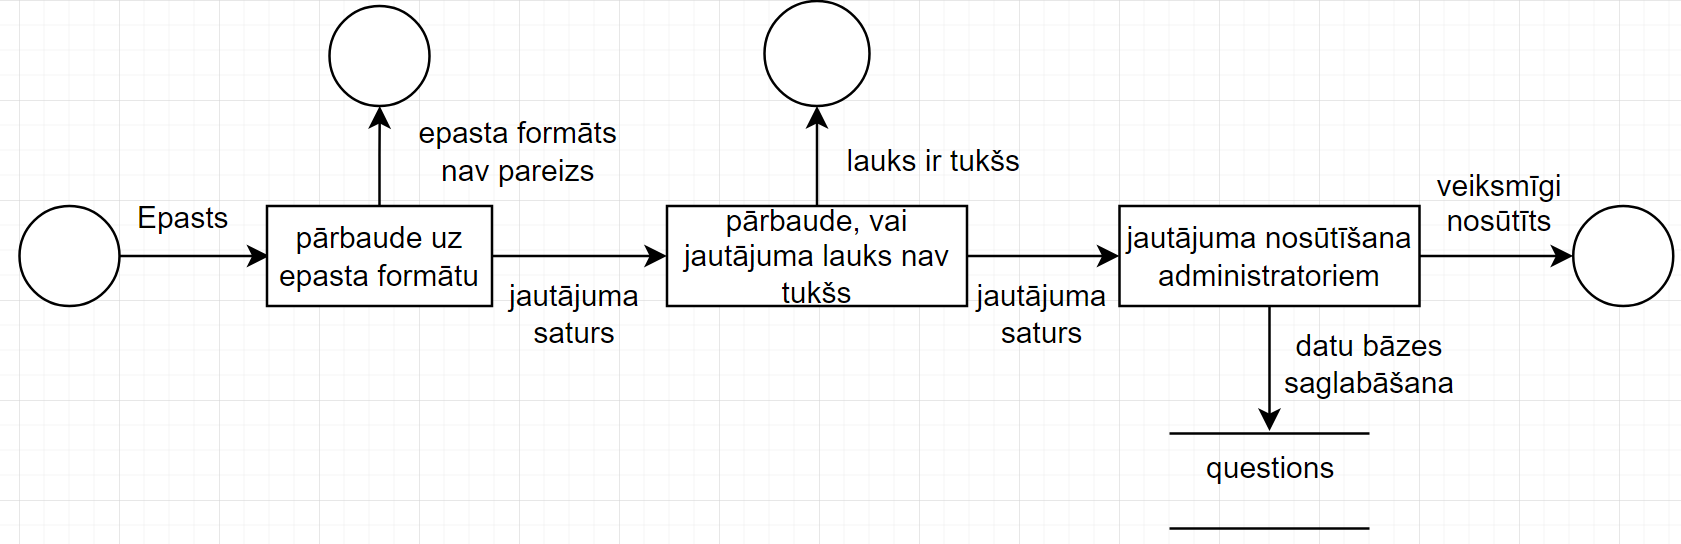 epasta formāts
nav pareizs
lauks ir tukšs
Epasts
pārbaude uz
epasta formātu
jautājuma
saturs
pārbaude, vai
jautājuma lauks nav
tukšs
jautājuma
saturs
jautājuma nosūtīšana
administratoriem
veiksmīgi
nosūtīts
datu bāzes
saglabāšana
questions